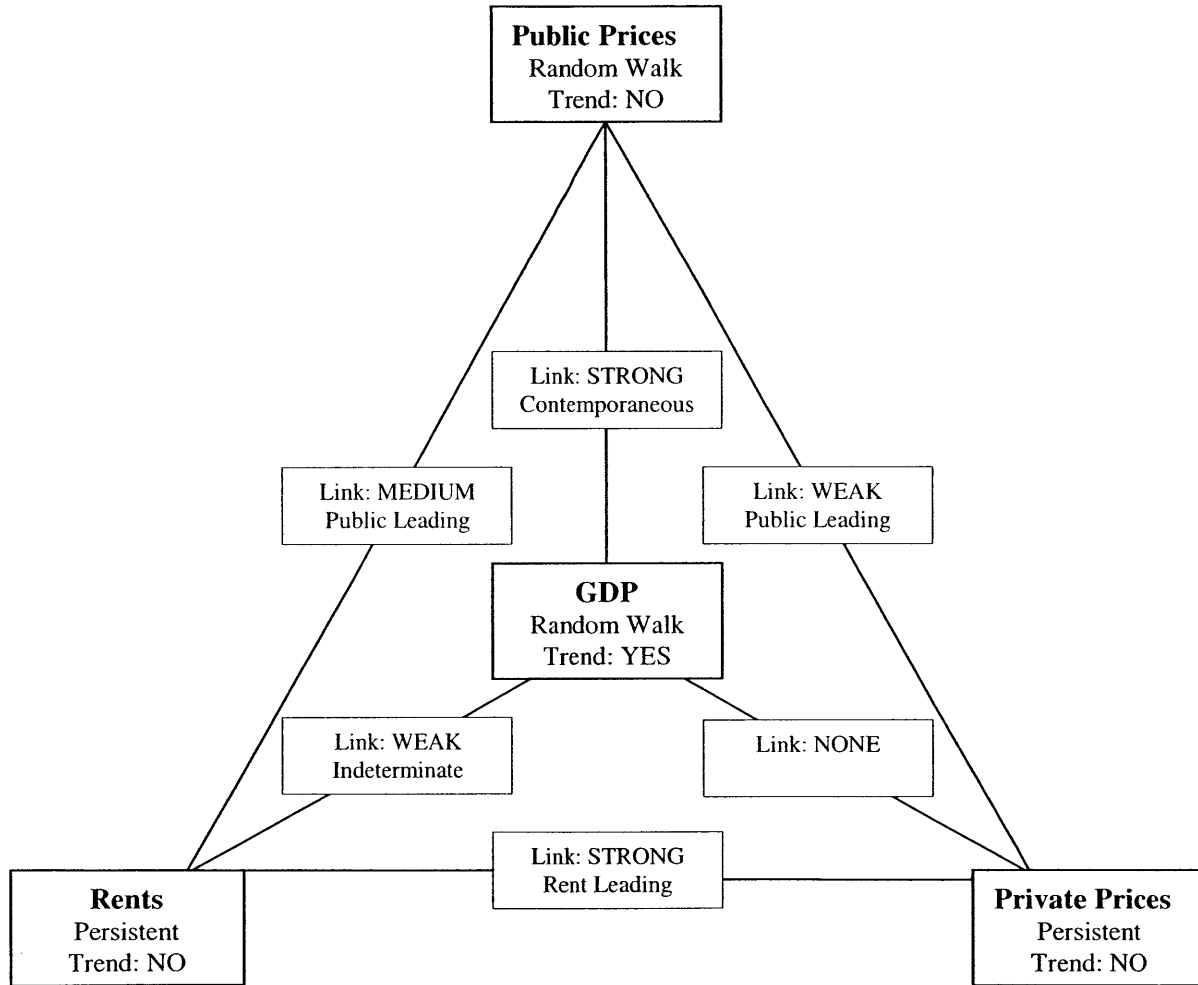 Public Prices
Random Walk
Trend: NO
Link: STRONG
Contemporaneous
Link: MEDIUM
Public Leading
Link: WEAK
Public Leading
GDP
Random Walk
Trend: YES
Link: WEAK
Indeterminate
Link: NONE
Link: STRONG
Rent Leading
Rents
Persistent
Trend: NO
Private Prices
Persistent
Trend: NO